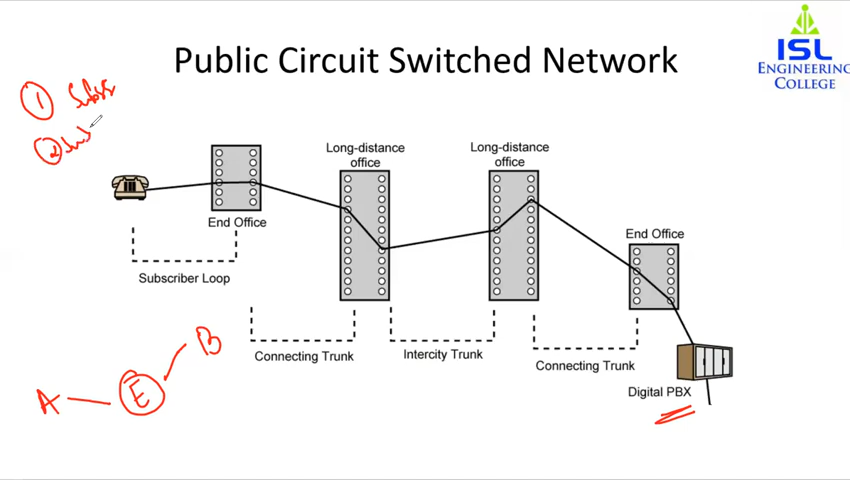 Public Circuit Switched Network
ISL
ENGINEERING
COLLEGE
1 Subs
2
Long-distance
office
Long-distance
office
End Office
End Office
Subscriber Loop
Connecting Trunk
Intercity Trunk
Connecting Trunk
Digital PBX
A
E
B